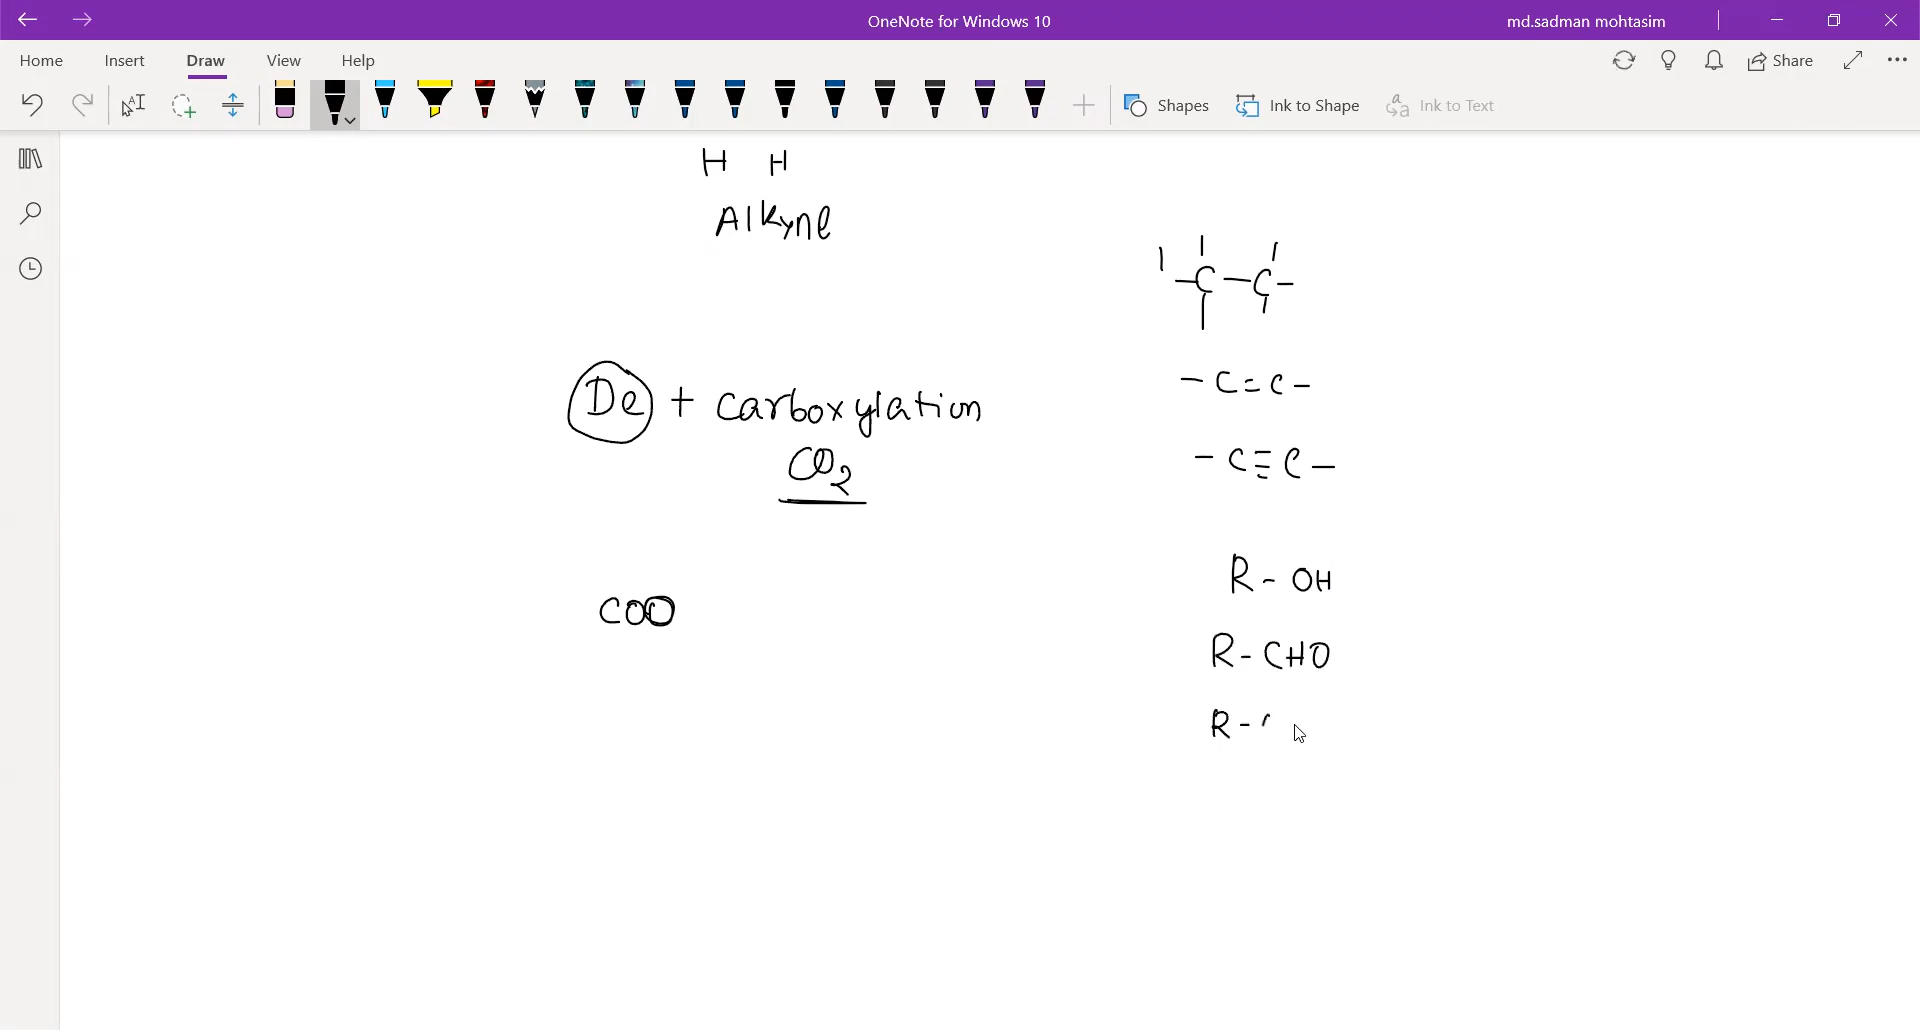 OneNote for Windows 10
md.sadman mohtasim
Home Insert Draw View Help
Share
Shapes
Ink to Shape
Ink to Text
H H
Alkyne
-C-C-
De + carboxylation
-C=C-
CO2
-C≡C-
R-OH
COO
R-CHO
R-